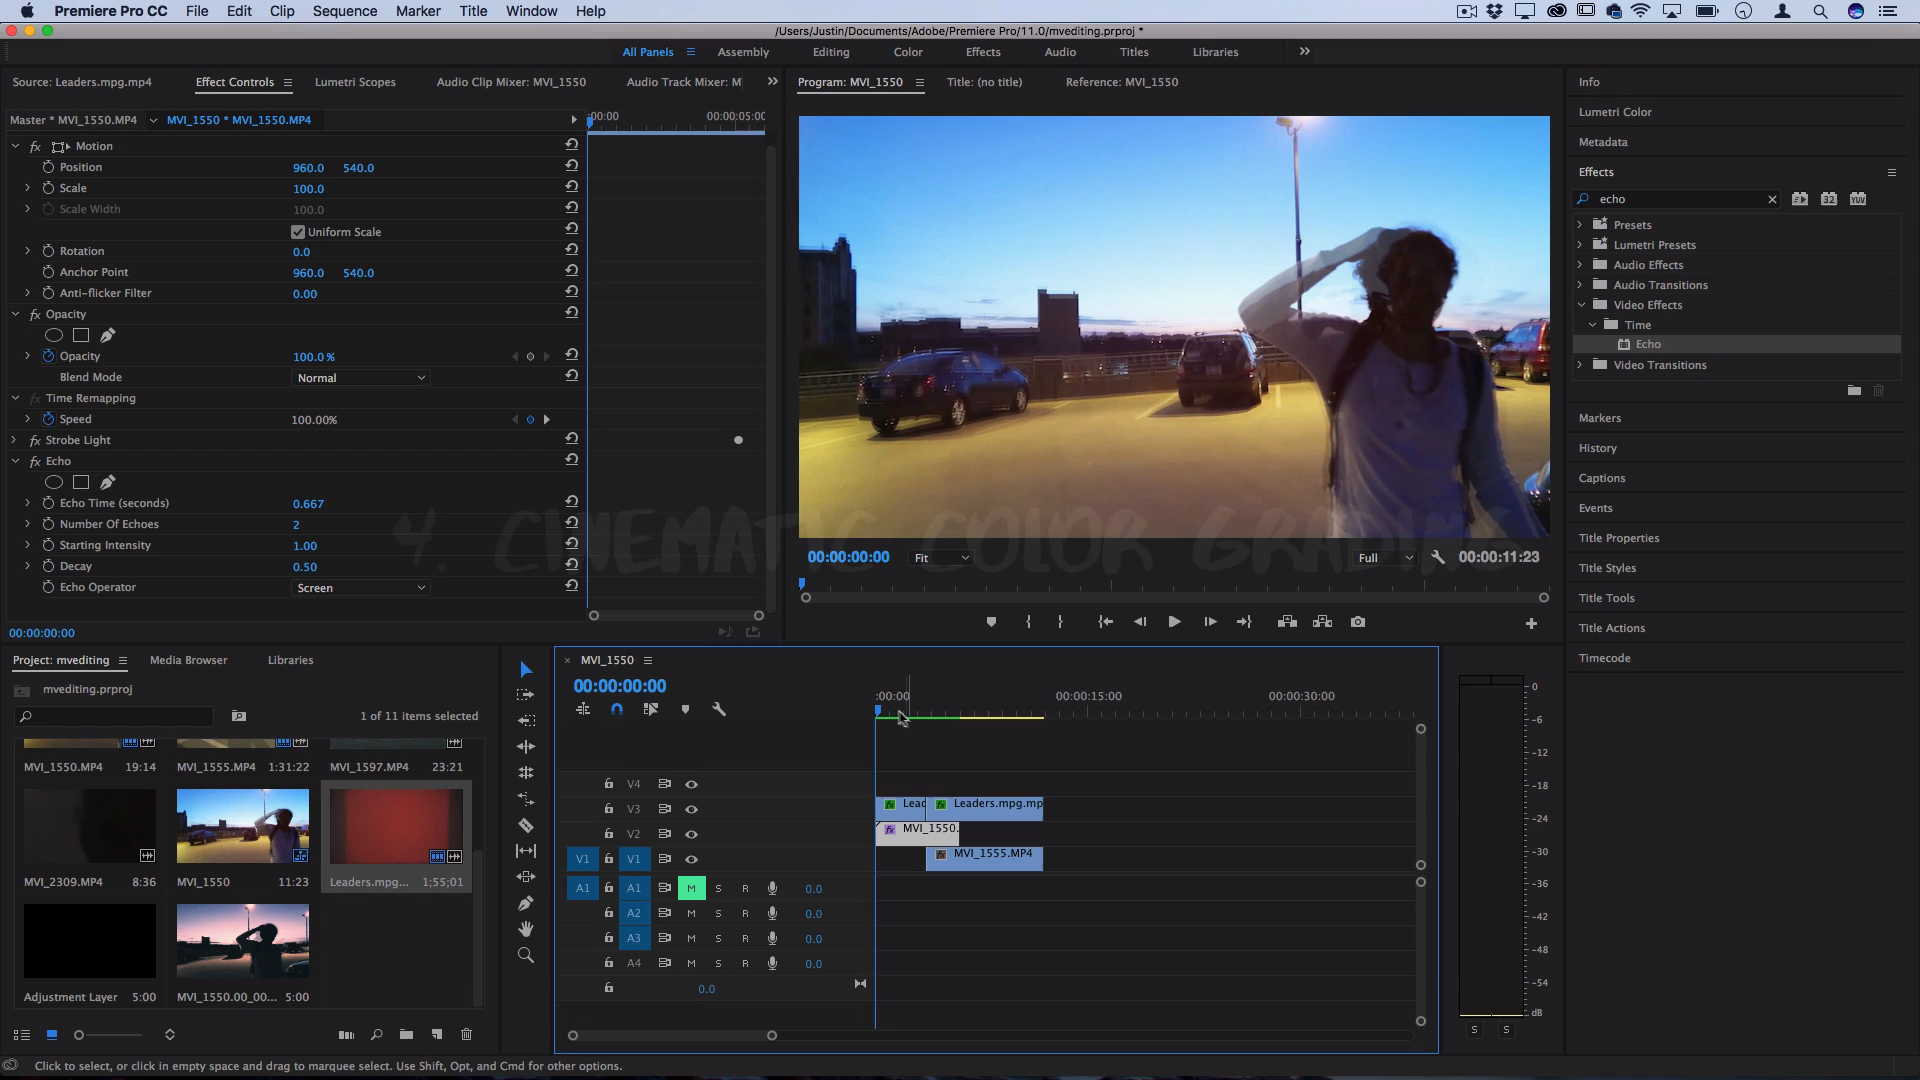 Premiere Pro CC File Edit Clip Sequence Marker Title Window Help
/Users/Justin/Documents/Adobe/Premiere Pro/11.0/mvediting.prproj *
All Panels Assembly Editing Color Effects Audio Titles Libraries
Source: Leaders.mpg.mp4 Effect Controls Lumetri Scopes Audio Clip Mixer: MVI_1550 Audio Track Mixer: M
Master * MVI_1550.MP4 MVI_1550 * MVI_1550.MP4
:00:00 00:00:05:00
Motion
Position 960.0 540.0
Scale 100.0
Scale Width 100.0
Uniform Scale
Rotation 0.0
Anchor Point 960.0 540.0
Anti-flicker Filter 0.00
fx Opacity
Opacity 100.0 %
Blend Mode Normal
fx Time Remapping
Speed 100.00%
fx Strobe Light
fx Echo
Echo Time (seconds) 0.667
Number Of Echoes 2
Starting Intensity 1.00
Decay 0.50
Echo Operator Screen
00:00:00:00
4. CINEMATIC COLOR GRADING
Program: MVI_1550 Title: (no title) Reference: MVI_1550
00:00:00:00 Fit Full 00:00:11:23
Info
Lumetri Color
Metadata
Effects
echo 32 YUV
Presets
Lumetri Presets
Audio Effects
Audio Transitions
Video Effects
Time
Echo
Video Transitions
Markers
History
Captions
Events
Title Properties
Title Styles
Title Tools
Title Actions
Timecode
Project: mvediting Media Browser Libraries
mvediting.prproj
1 of 11 items selected
MVI_1550.MP4 19:14 MVI_1555.MP4 1:31:22 MVI_1597.MP4 23:21
MVI_2309.MP4 8:36 MVI_1550 11:23 Leaders.mpg... 1;55;01
Adjustment Layer 5:00 MVI_1550.00_00... 5:00
MVI_1550
00:00:00:00
:00:00 00:00:15:00 00:00:30:00
V4
V3 fx Leac fx Leaders.mpg.mp
V2 fx MVI_1550.
V1 V1 fx MVI_1555.MP4
A1 A1 M S R 0.0
A2 M S R 0.0
A3 M S R 0.0
A4 M S R 0.0
0.0
0
-6
-12
-18
-24
-30
-36
-42
-48
-54
dB
S S
Click to select, or click in empty space and drag to marquee select. Use Shift, Opt, and Cmd for other options.